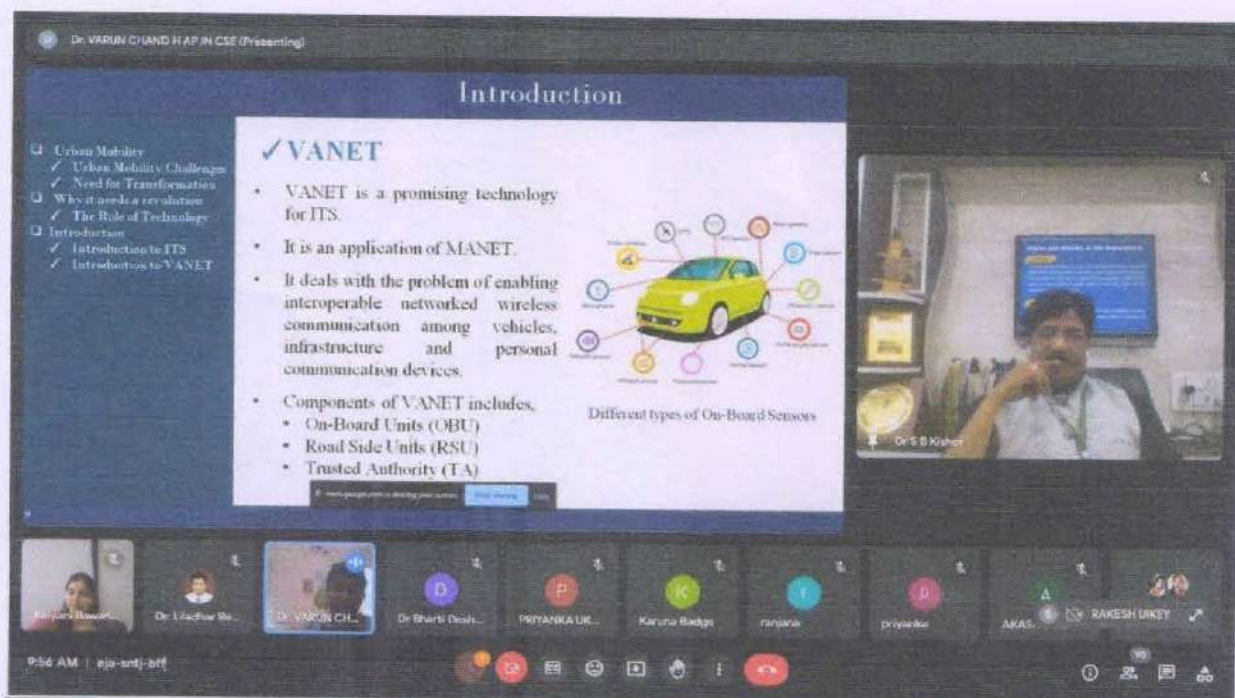 Dr. VARUN CHAND H AP IN CSE (Presenting)
Introduction
❑ Urban Mobility
✓ Urban Mobility Challenges
✓ Need for Transformation
❑ Why it needs a revolution
✓ The Role of Technology
❑ Introduction
✓ Introduction to ITS
✓ Introduction to VANET
✓ VANET
• VANET is a promising technology
for ITS.
• It is an application of MANET.
• It deals with the problem of enabling
interoperable networked wireless
communication among vehicles,
infrastructure and personal
communication devices.
• Components of VANET includes,
• On-Board Units (OBU)
• Road Side Units (RSU)
• Trusted Authority (TA)
Different types of On-Board Sensors
Dr S B Kishor
Dr. Liladhar Re...
Dr. VARUN CH...
Dr Bharti Desh...
PRIYANKA UK...
Karuna Badge
ranjana
priyanka
AKAS.
RAKESH UIKEY
9:56 AM | eja-sntj-bff